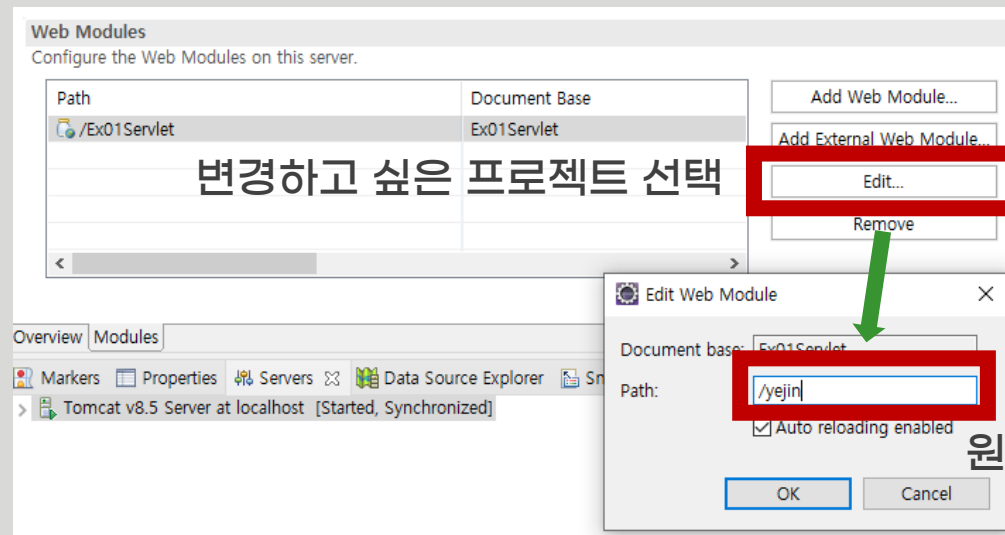 Web Modules
Configure the Web Modules on this server.
Path Document Base
/Ex01Servlet Ex01Servlet
Add Web Module...
Add External Web Module...
변경하고 싶은 프로젝트 선택
Edit...
Remove
Edit Web Module
Document base: Ex01Servlet
Path: /yejin
Auto reloading enabled
원
OK Cancel
Overview Modules
Markers Properties Servers Data Source Explorer Sn
Tomcat v8.5 Server at localhost [Started, Synchronized]